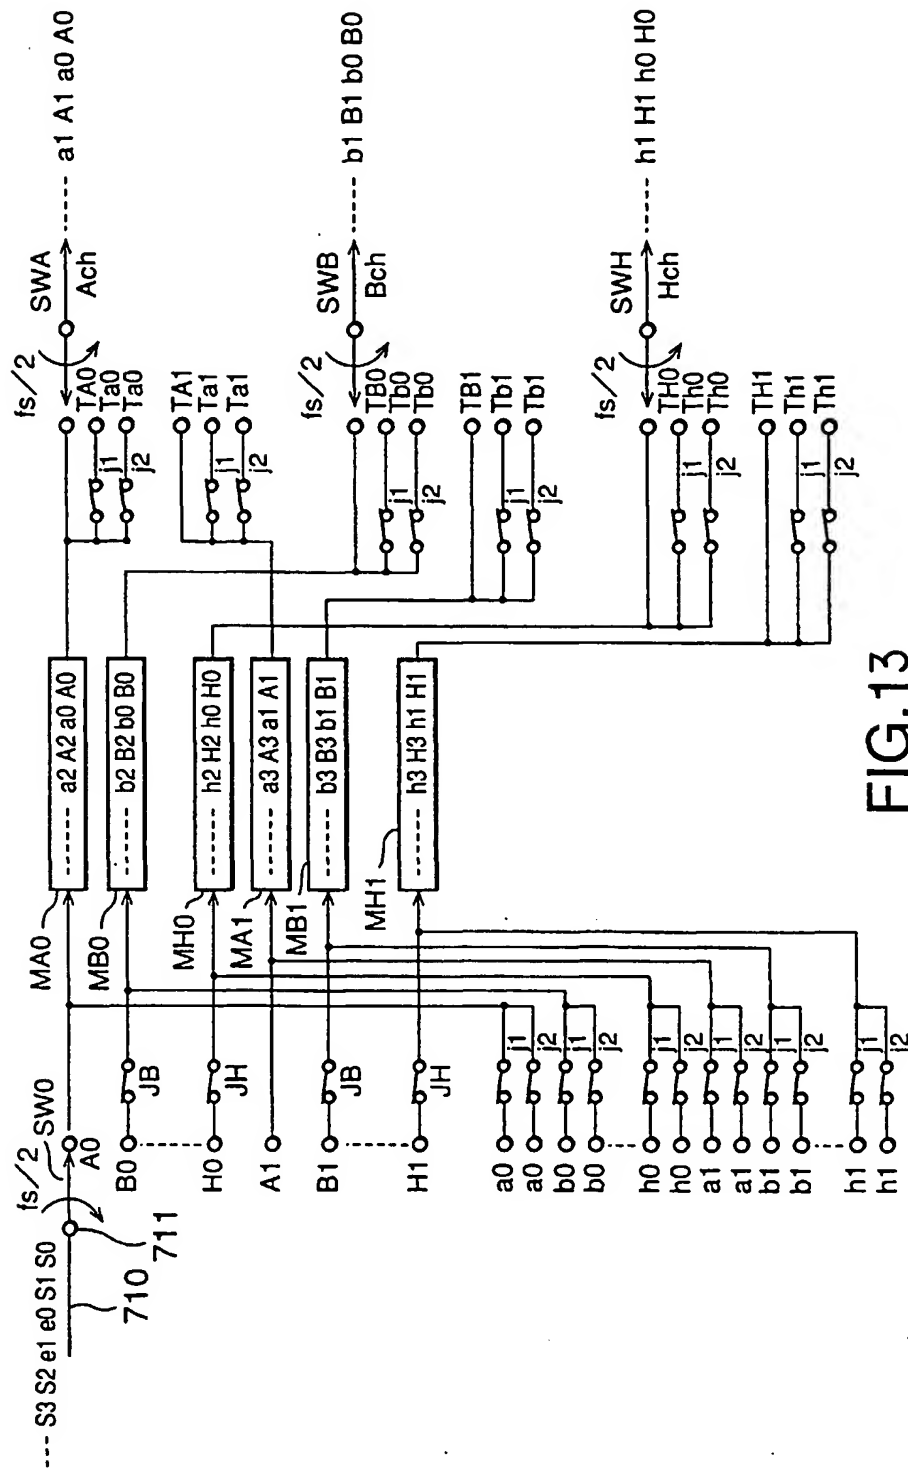 ---- S3 S2 e1 e0 S1 S0
710
711
fs/2
SW0
A0
B0
H0
A1
B1
H1
a0
a0
b0
b0
h0
h0
a1
a1
b1
b1
h1
h1
JB
JH
JB
JH
j1
j2
j1
j2
j1
j2
j1
j2
j1
j2
j1
j2
MA0
MB0
MH0
MA1
MB1
MH1
------- a2 A2 a0 A0
------- b2 B2 b0 B0
------- h2 H2 h0 H0
------- a3 A3 a1 A1
------- b3 B3 b1 B1
------- h3 H3 h1 H1
j1
j2
j1
j2
j1
j2
j1
j2
j1
j2
j1
j2
TA0
Ta0
Ta0
TA1
Ta1
Ta1
TB0
Tb0
Tb0
TB1
Tb1
Tb1
TH0
Th0
Th0
TH1
Th1
Th1
fs/2
SWA
Ach
----- a1 A1 a0 A0
fs/2
SWB
Bch
----- b1 B1 b0 B0
fs/2
SWH
Hch
----- h1 H1 h0 H0
FIG.13